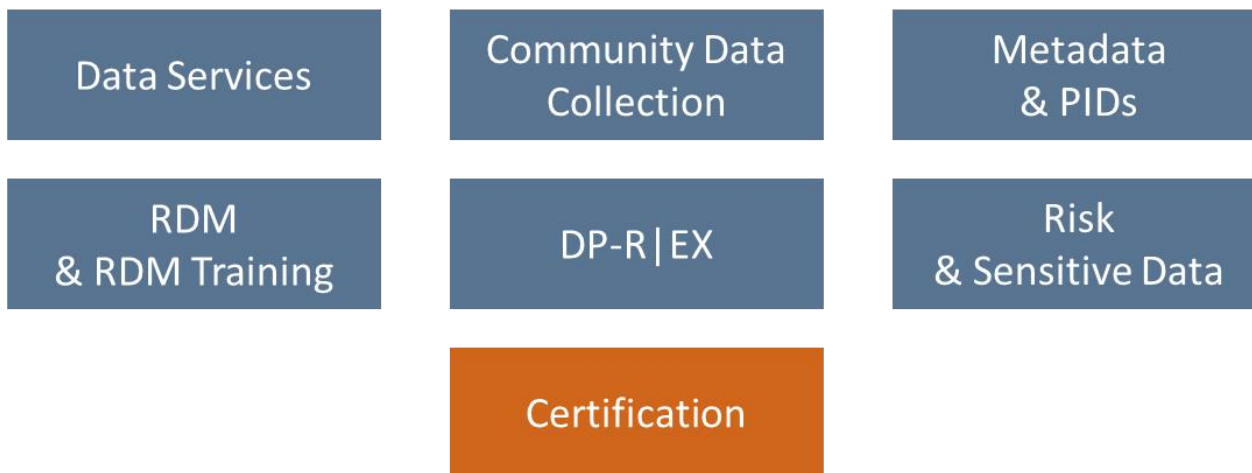 Data Services
Community Data
Collection
Metadata
& PIDs
RDM
& RDM Training
DP-R|EX
Risk
& Sensitive Data
Certification